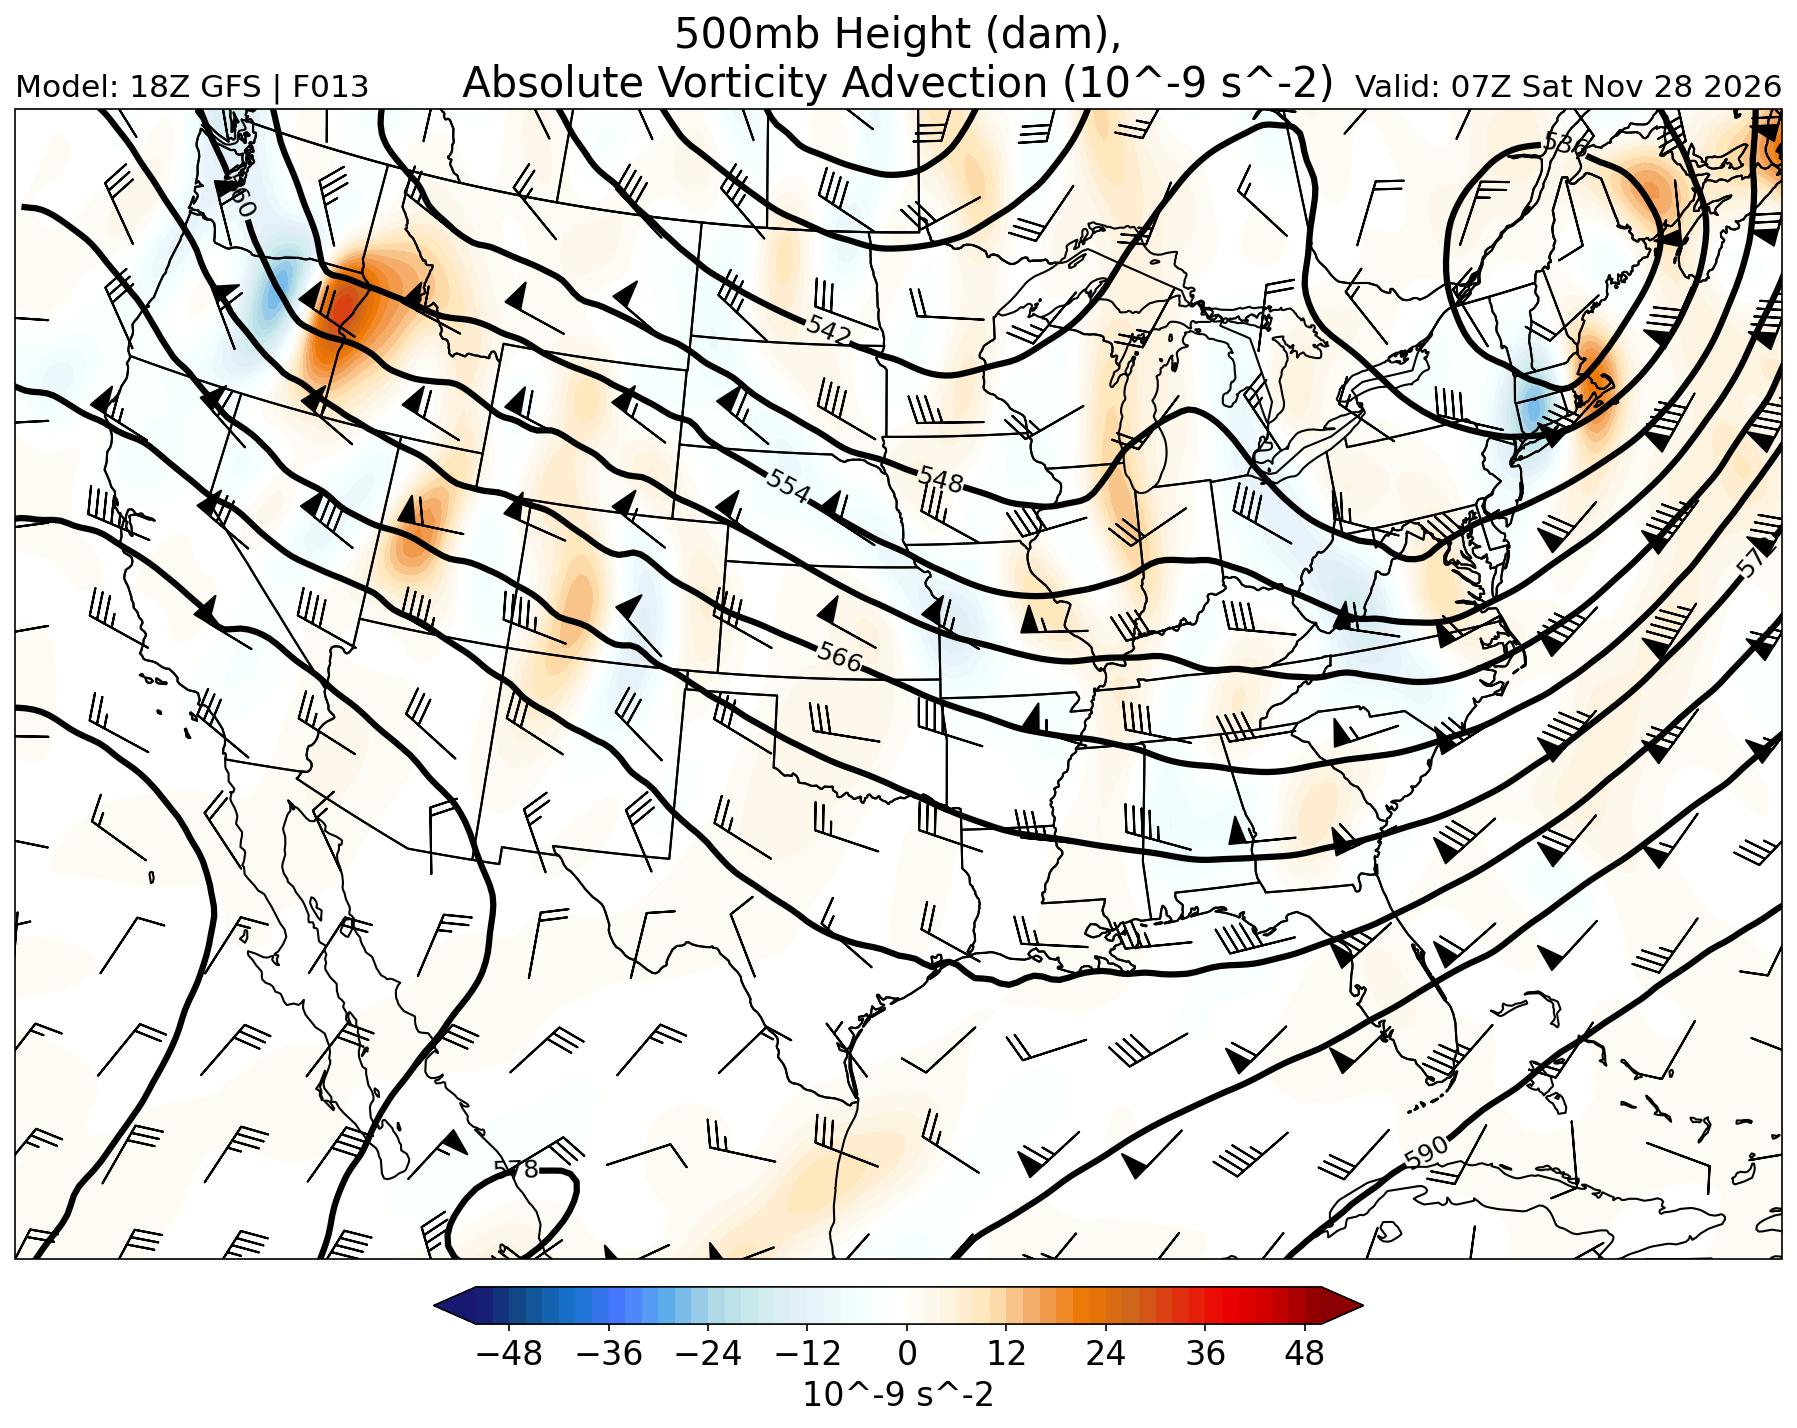 500mb Height (dam),
Model: 18Z GFS | F013
Absolute Vorticity Advection (10^-9 s^-2)
Valid: 07Z Sat Nov 28 2026
536
542
548
554
566
578
590
−48 −36 −24 −12 0 12 24 36 48
10^-9 s^-2